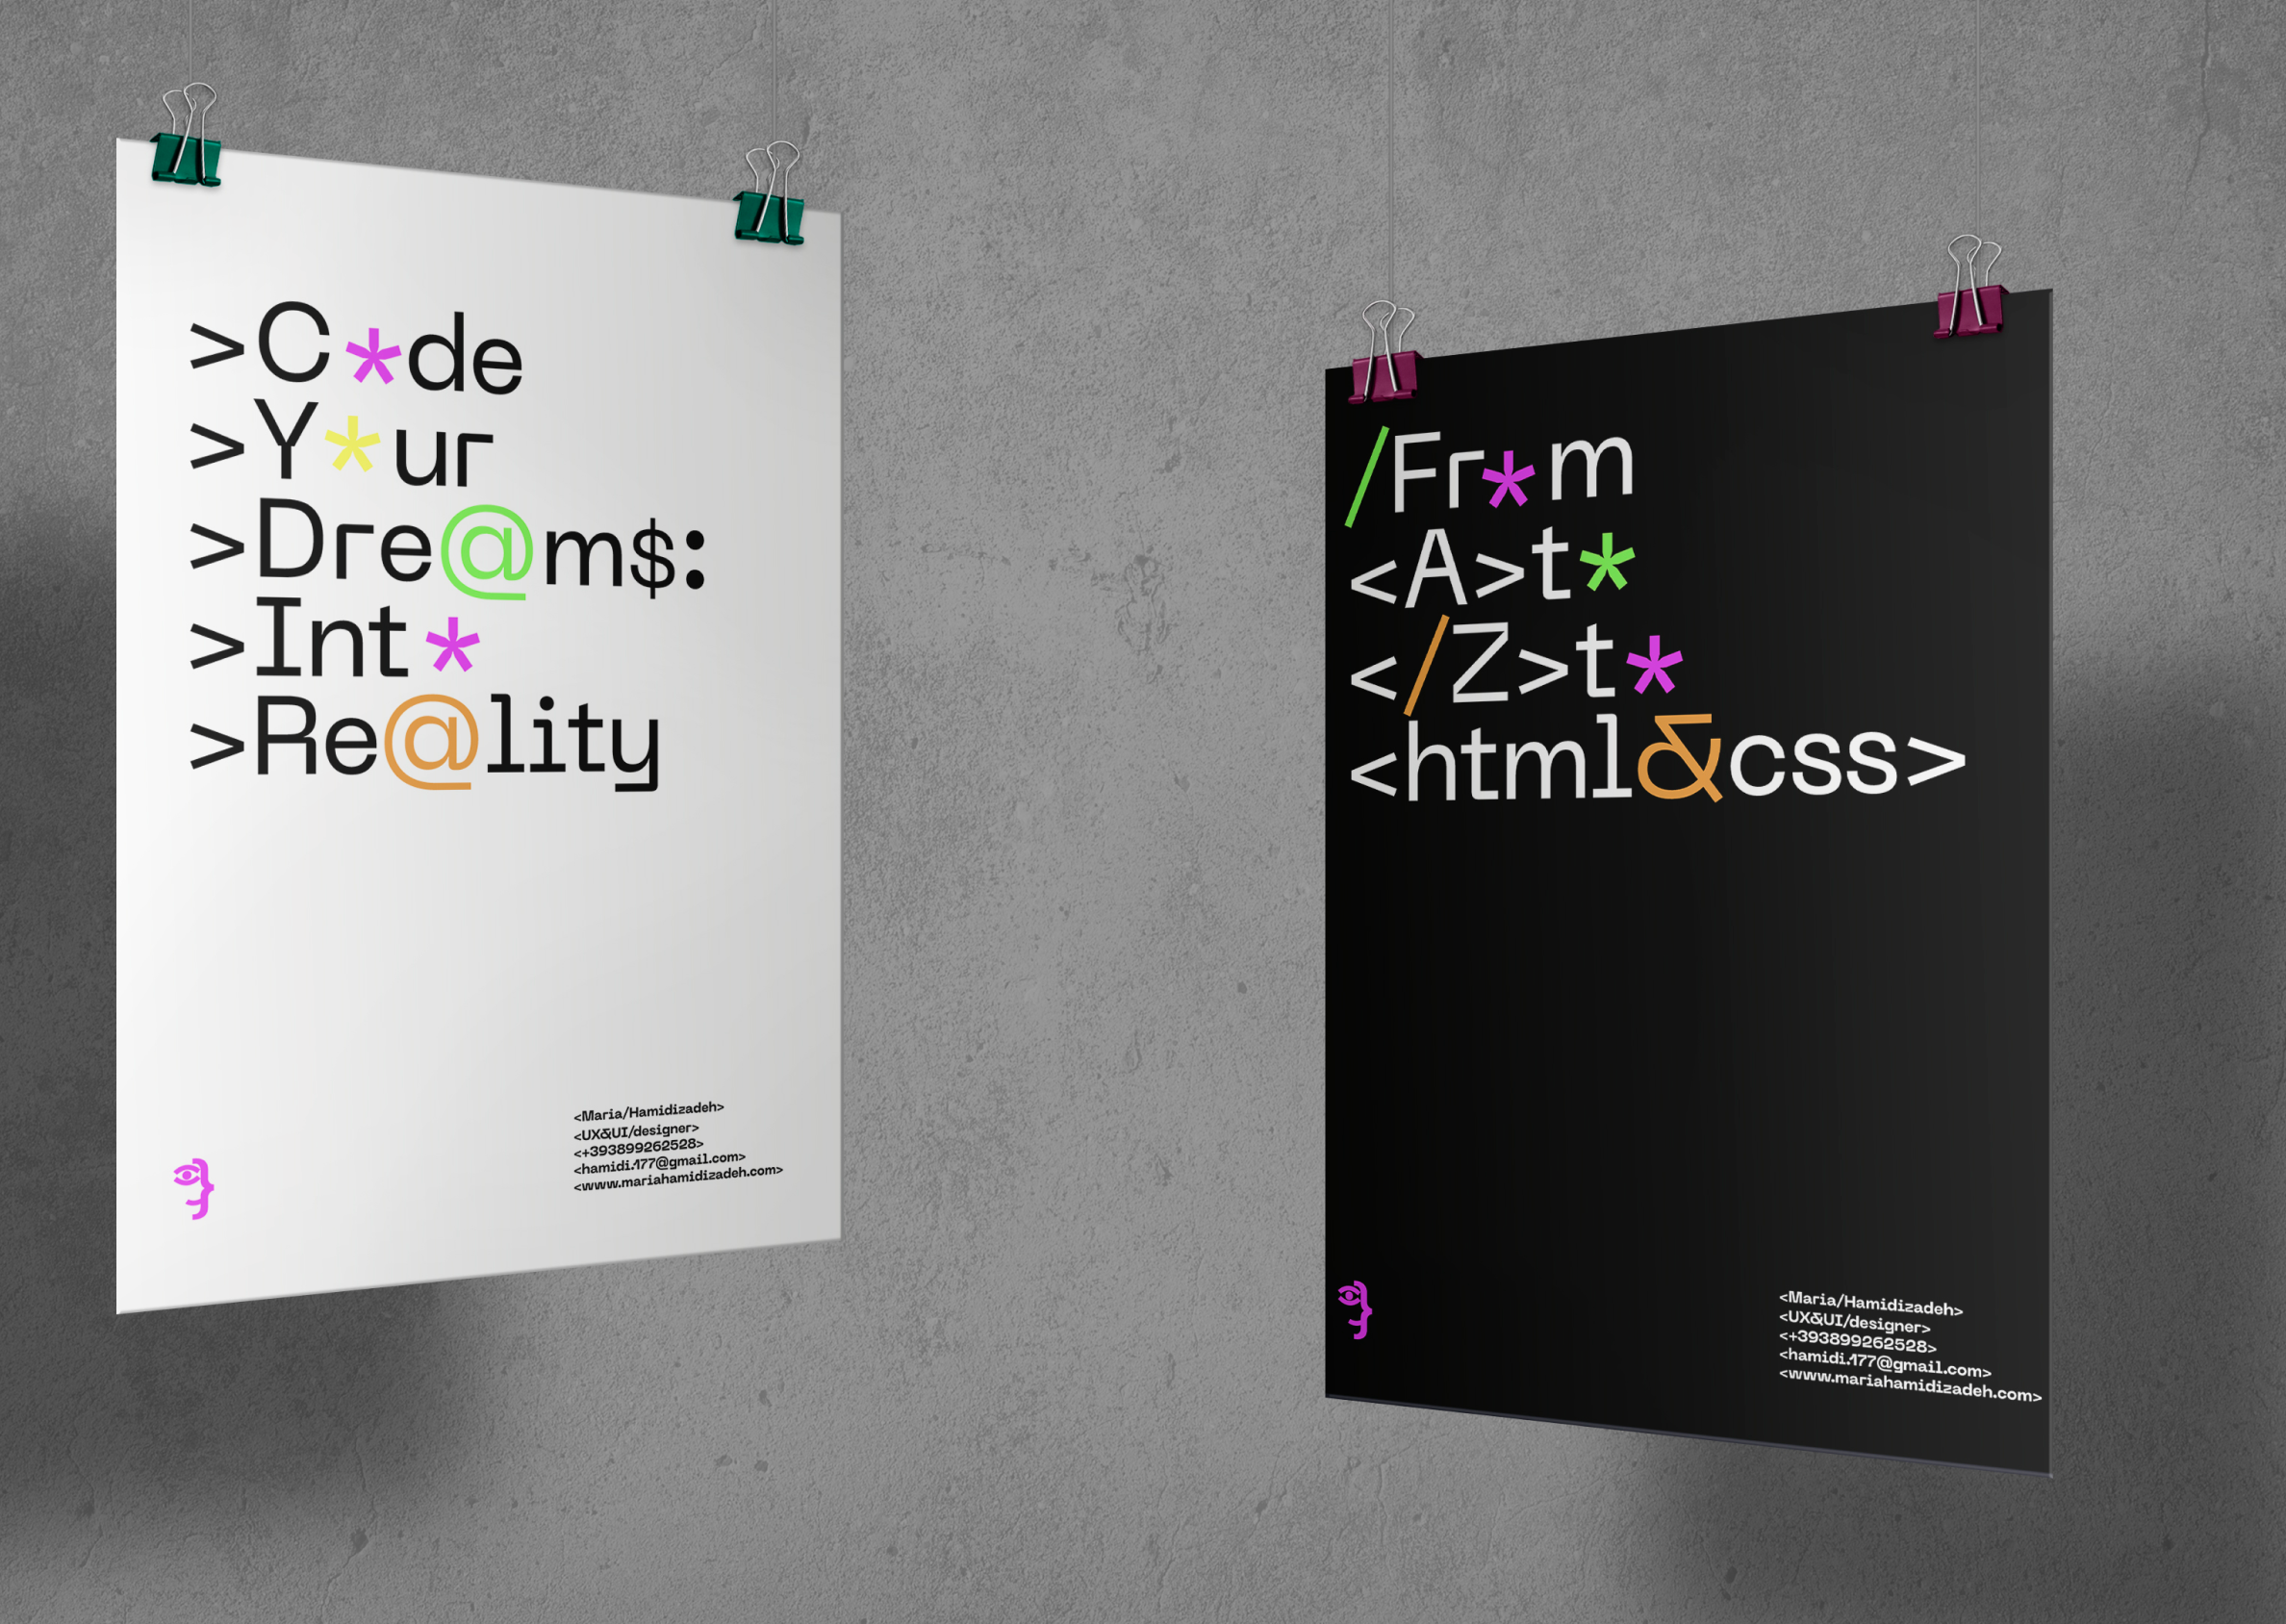 >C*de
>Y*ur
>Dre@m$:
>Int*
>Re@lity
<Maria/Hamidizadeh>
<UX&UI/designer>
<+393899262528>
<hamidi.177@gmail.com>
<www.mariahamidizadeh.com>
/Fr*m
<A>t*
</Z>t*
<html&css>
<Maria/Hamidizadeh>
<UX&UI/designer>
<+393899262528>
<hamidi.177@gmail.com>
<www.mariahamidizadeh.com>